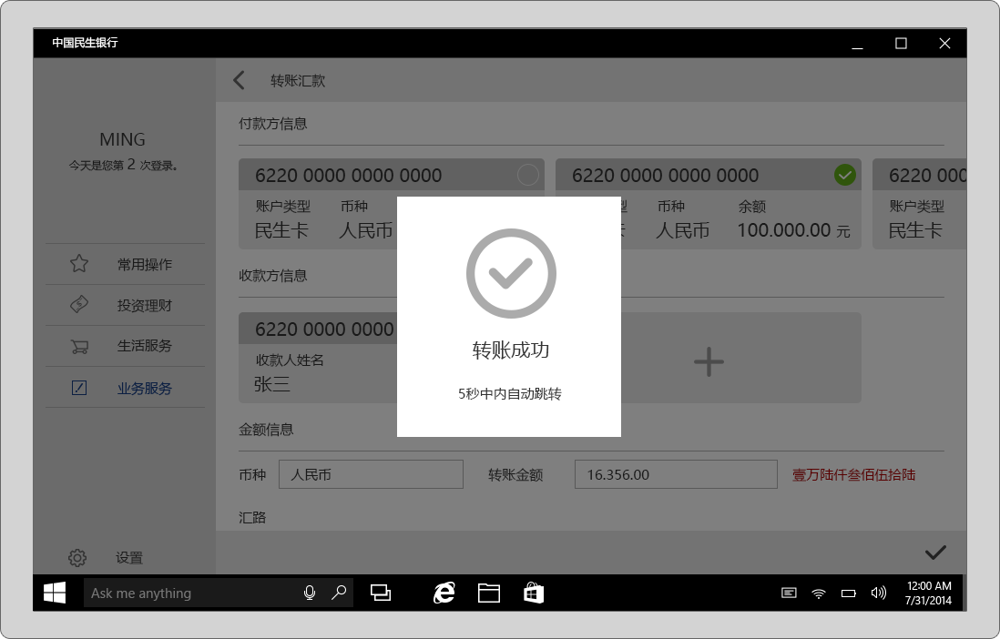 中国民生银行
转账汇款
MING
今天是您第 2 次登录。
常用操作
投资理财
生活服务
业务服务
设置
付款方信息
6220 0000 0000 0000
账户类型 币种
民生卡 人民币
6220 0000 0000 0000
型 币种 余额
卡 人民币 100.000.00 元
6220 000
账户类型
民生卡
收款方信息
6220 0000 0000
收款人姓名
张三
转账成功
5秒中内自动跳转
金额信息
币种 人民币 转账金额 16.356.00 壹万陆仟叁佰伍拾陆
汇路
Ask me anything
12:00 AM
7/31/2014